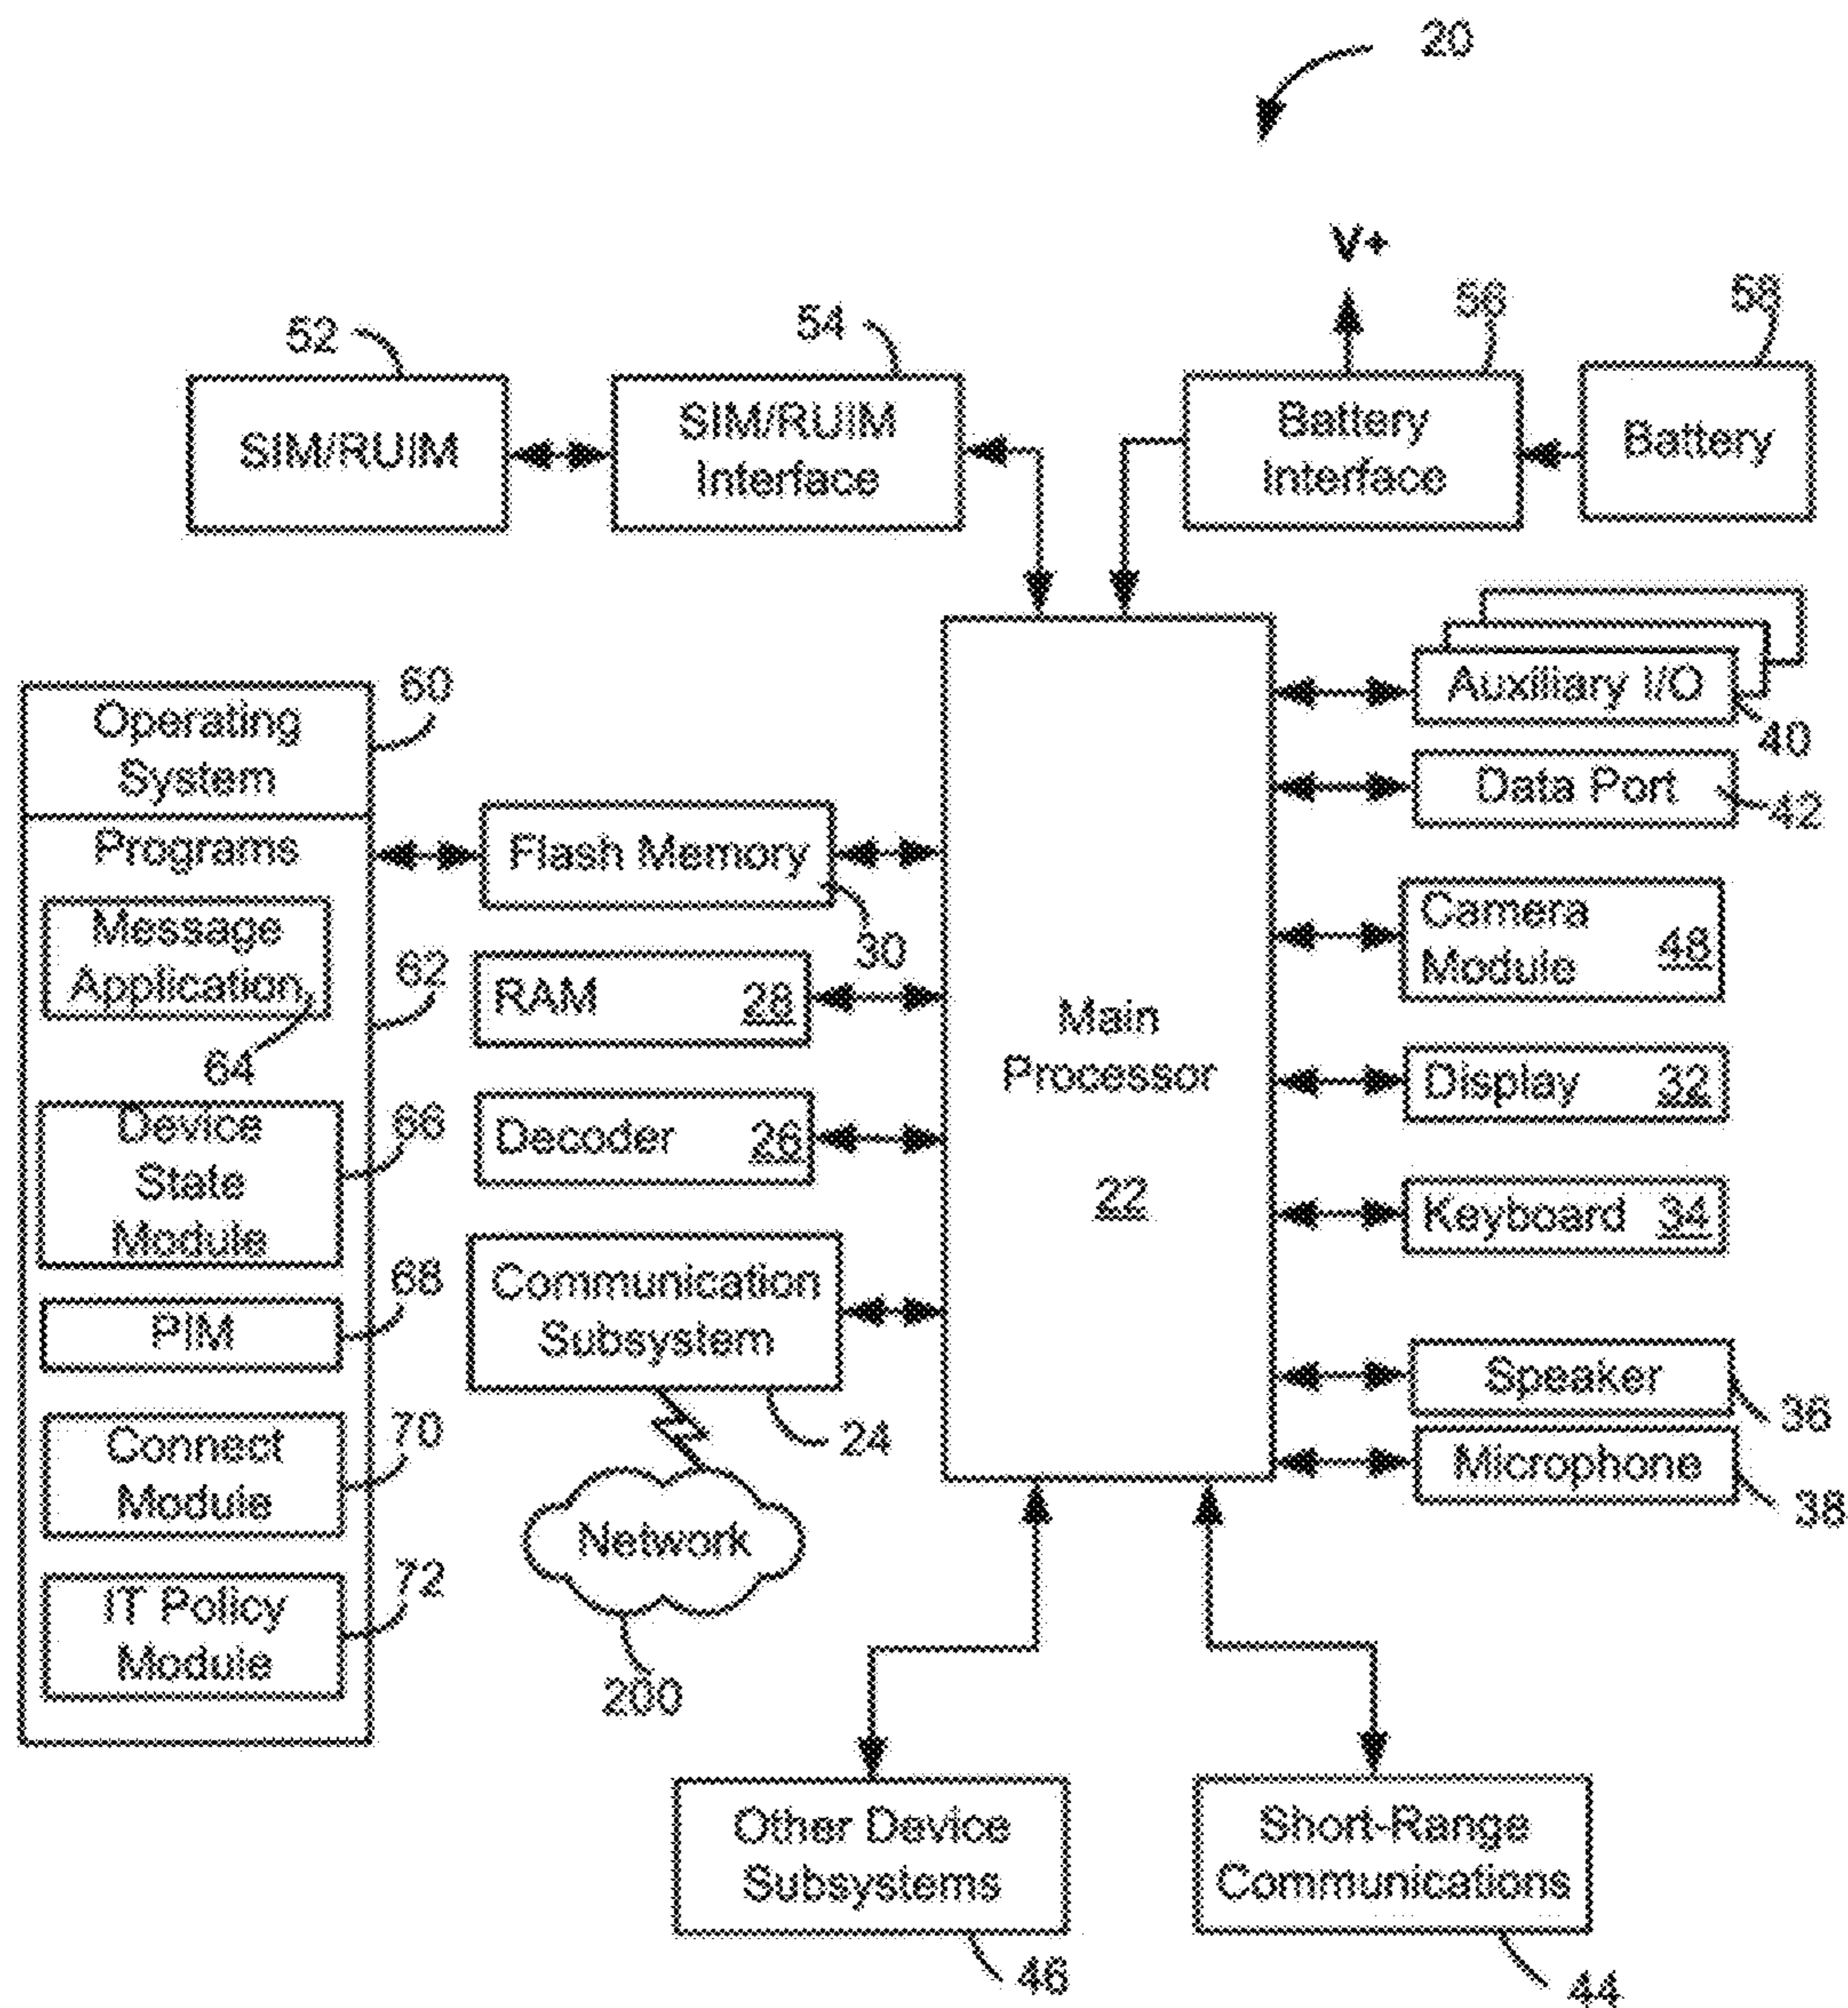 20
V+
52
54
56
58
SIM/RUIM
SIM/RUIM
Interface
Battery
Interface
Battery
Operating
System
60
Programs
Message
Application
64
62
Device
State
Module
66
PIM
68
Connect
Module
70
IT Policy
Module
72
Flash Memory
30
RAM 28
Decoder 26
Communication
Subsystem
24
Network
200
Main
Processor
22
Auxiliary I/O
40
Data Port
42
Camera
Module 48
Display 32
Keyboard 34
Speaker
36
Microphone
38
Other Device
Subsystems
46
Short-Range
Communications
44